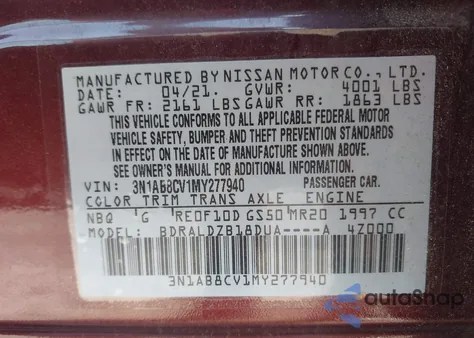 MANUFACTURED BY NISSAN MOTOR CO., LTD.
DATE: 04/21. GVWR: 4001 LBS
GAWR FR: 2161 LBS GAWR RR: 1863 LBS
THIS VEHICLE CONFORMS TO ALL APPLICABLE FEDERAL MOTOR
VEHICLE SAFETY, BUMPER AND THEFT PREVENTION STANDARDS
IN EFFECT ON THE DATE OF MANUFACTURE SHOWN ABOVE.
SEE OWNER'S MANUAL FOR ADDITIONAL INFORMATION.
VIN: 3N1AB8CV1MY277940 PASSENGER CAR.
COLOR TRIM TRANS AXLE ENGINE
NBQ G RE0F10D GS50 MR20 1997 CC
MODEL: BDRALDZB18DUA----A 4Z000
3N1AB8CV1MY277940
autaShop